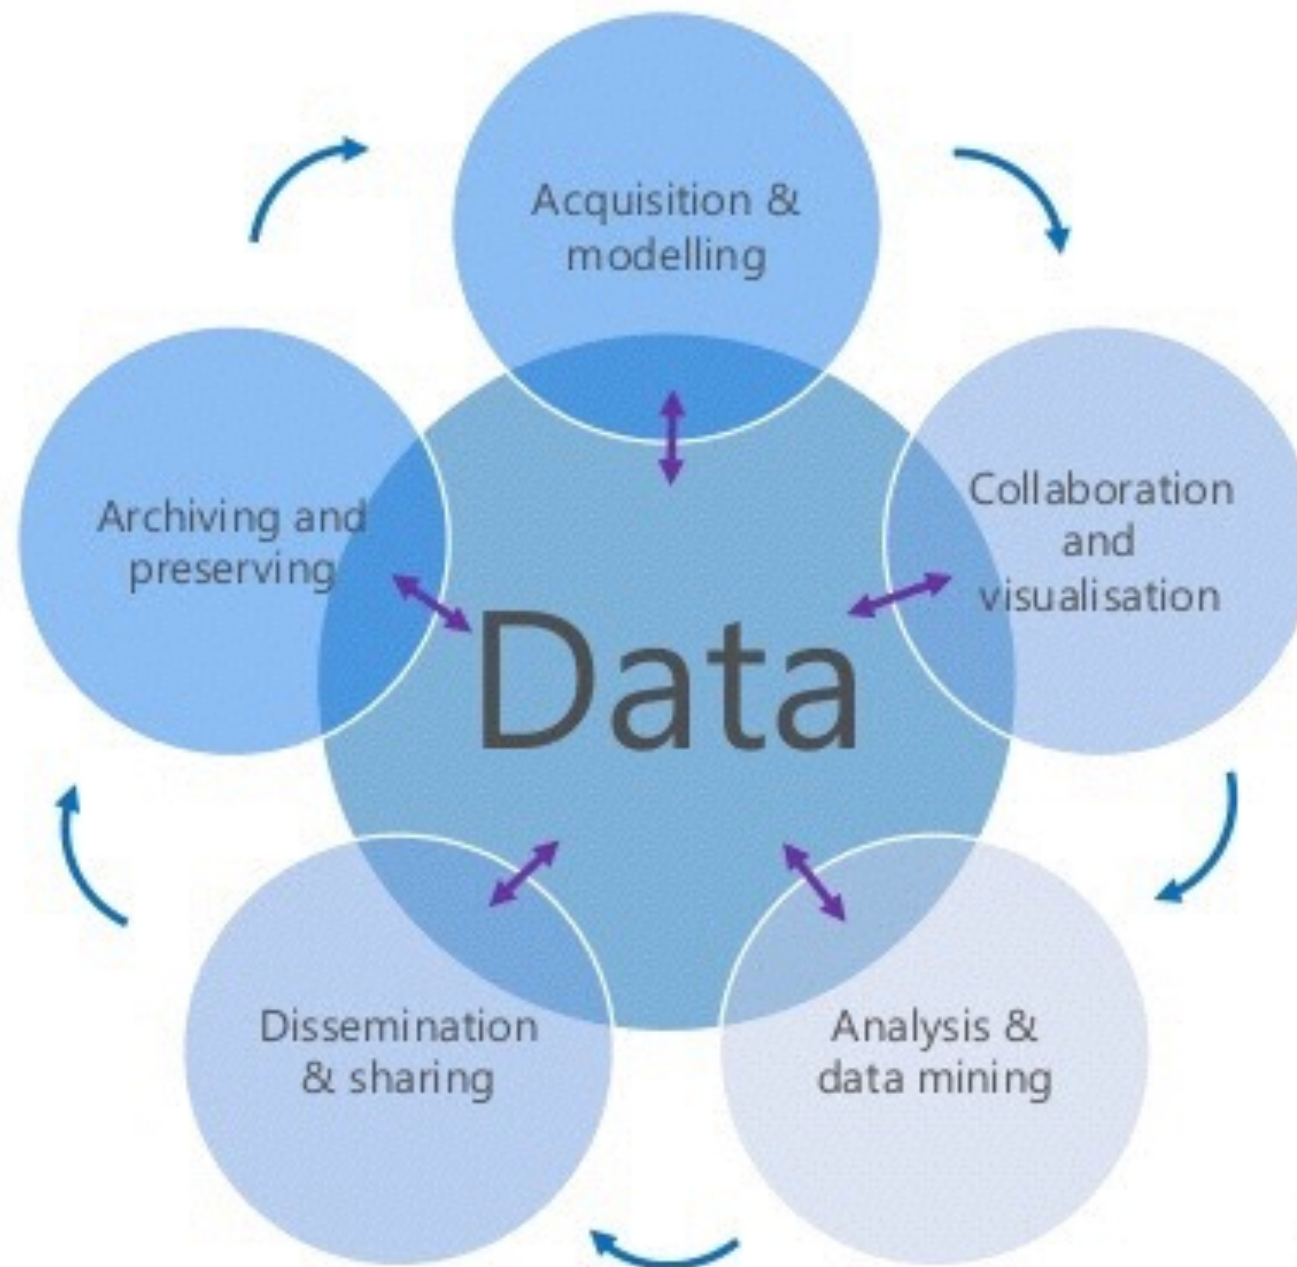 Acquisition &
modelling
Collaboration
and
visualisation
Archiving and
preserving
Data
Dissemination
& sharing
Analysis &
data mining